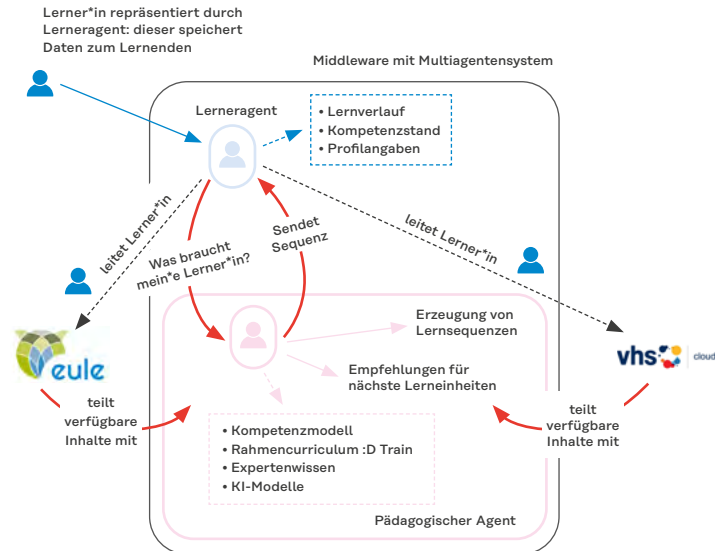 Lerner*in repräsentiert durch
Lerneragent: dieser speichert
Daten zum Lernenden
Middleware mit Multiagentensystem
Lerneragent
• Lernverlauf
• Kompetenzstand
• Profilangaben
leitet Lerner*in
Was braucht
mein*e Lerner*in?
Sendet
Sequenz
leitet Lerner*in
Erzeugung von
Lernsequenzen
Empfehlungen für
nächste Lerneinheiten
eule
vhs
cloud
teilt
verfügbare
Inhalte mit
teilt
verfügbare
Inhalte mit
• Kompetenzmodell
• Rahmencurriculum :D Train
• Expertenwissen
• KI-Modelle
Pädagogischer Agent